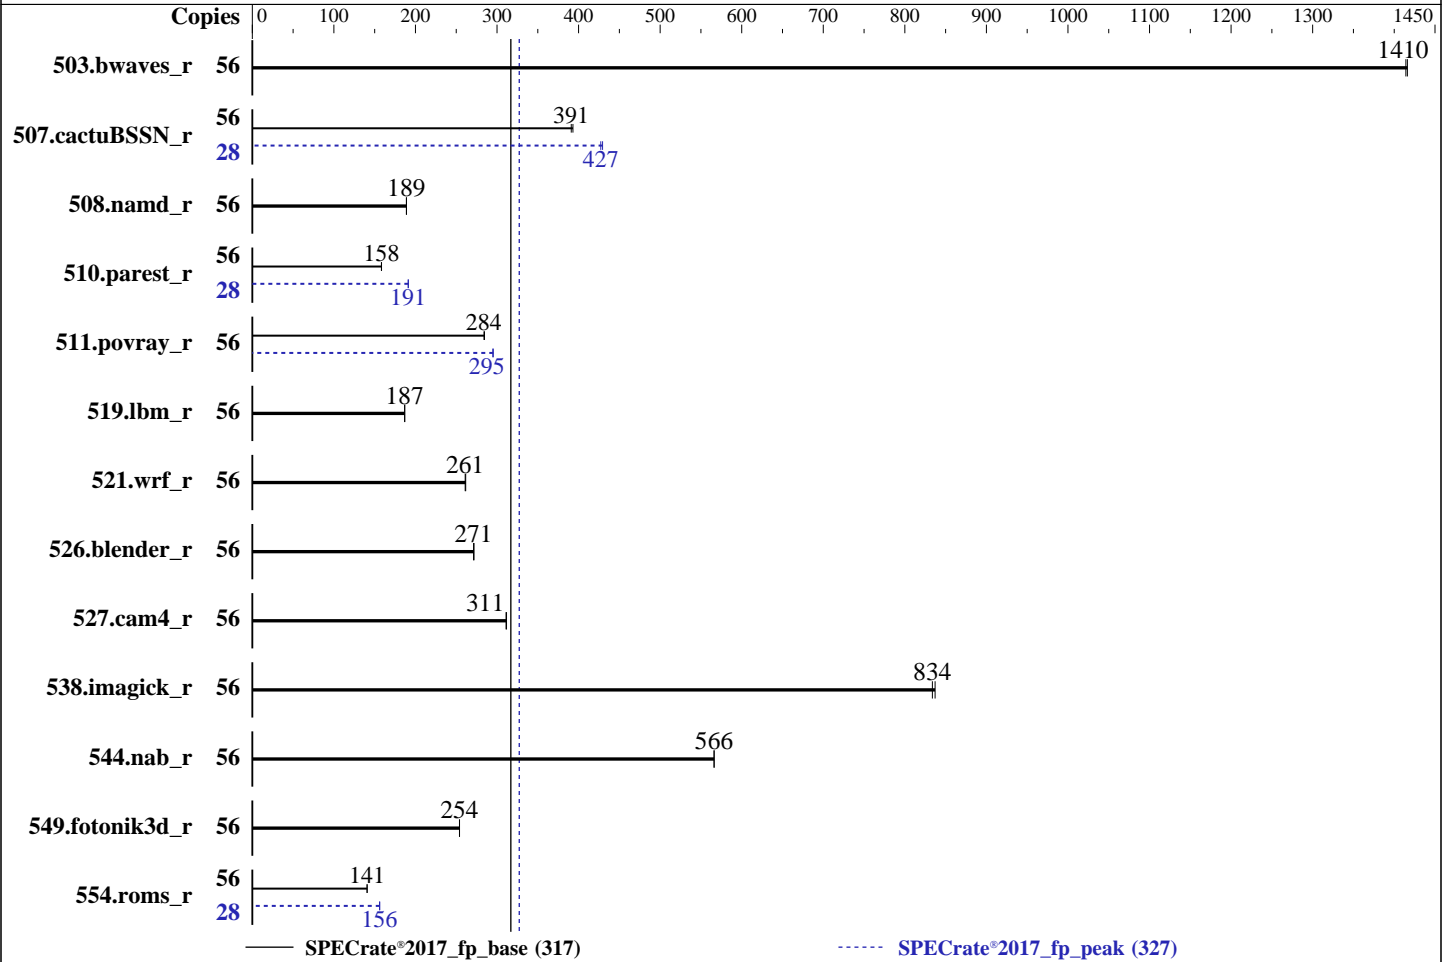 Copies 0 100 200 300 400 500 600 700 800 900 1000 1100 1200 1300 1450
503.bwaves_r 56 1410
507.cactuBSSN_r 56 391
28 427
508.namd_r 56 189
510.parest_r 56 158
28 191
511.povray_r 56 284
295
519.lbm_r 56 187
521.wrf_r 56 261
526.blender_r 56 271
527.cam4_r 56 311
538.imagick_r 56 834
544.nab_r 56 566
549.fotonik3d_r 56 254
554.roms_r 56 141
28 156
SPECrate®2017_fp_base (317) SPECrate®2017_fp_peak (327)